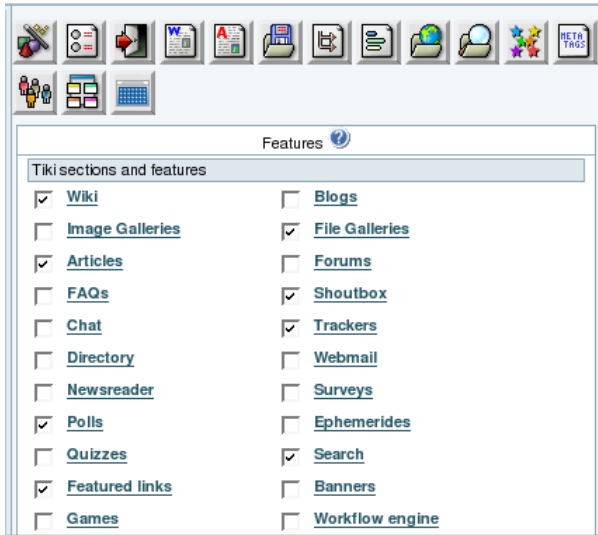 W
A
META
TAGS
Features ?
Tiki sections and features
Wiki Blogs
Image Galleries File Galleries
Articles Forums
FAQs Shoutbox
Chat Trackers
Directory Webmail
Newsreader Surveys
Polls Ephemerides
Quizzes Search
Featured links Banners
Games Workflow engine